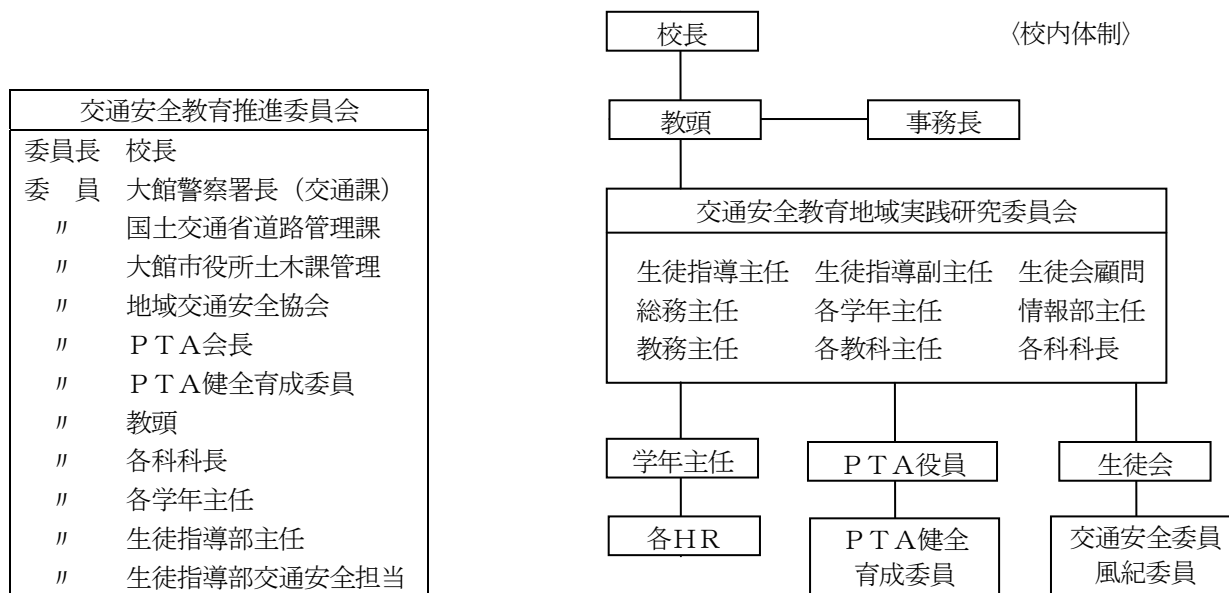 交通安全教育推進委員会
委員長　校長
委　員　大館警察署長（交通課）
〃　国土交通省道路管理課
〃　大館市役所土木課管理
〃　地域交通安全協会
〃　ＰＴＡ会長
〃　ＰＴＡ健全育成委員
〃　教頭
〃　各科科長
〃　各学年主任
〃　生徒指導部主任
〃　生徒指導部交通安全担当
〈校内体制〉
校長
教頭　事務長
交通安全教育地域実践研究委員会
生徒指導主任　生徒指導副主任　生徒会顧問
総務主任　各学年主任　情報部主任
教務主任　各教科主任　各科科長
学年主任　ＰＴＡ役員　生徒会
各HR
ＰＴＡ健全
育成委員
交通安全委員
風紀委員